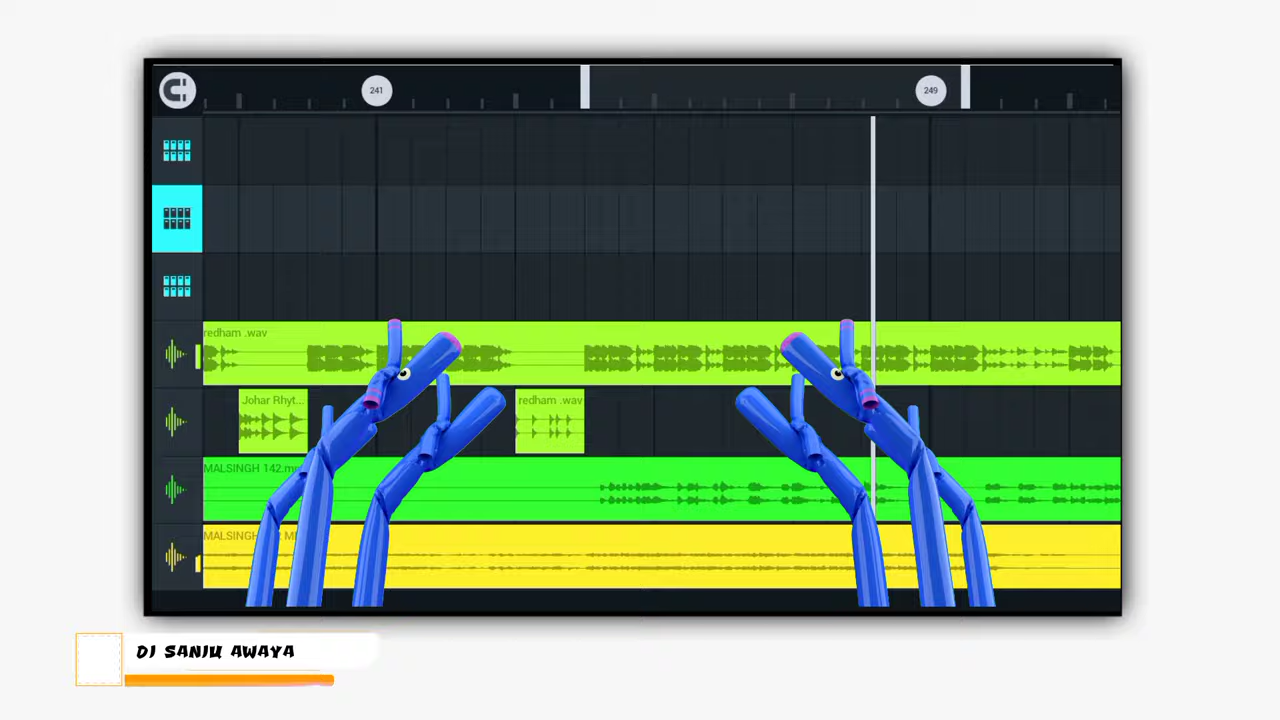 241
249
redham .wav
Johar Rhyt...
redham .wav
MALSINGH 142.m
MALSINGH
DJ SANJU AWAYA